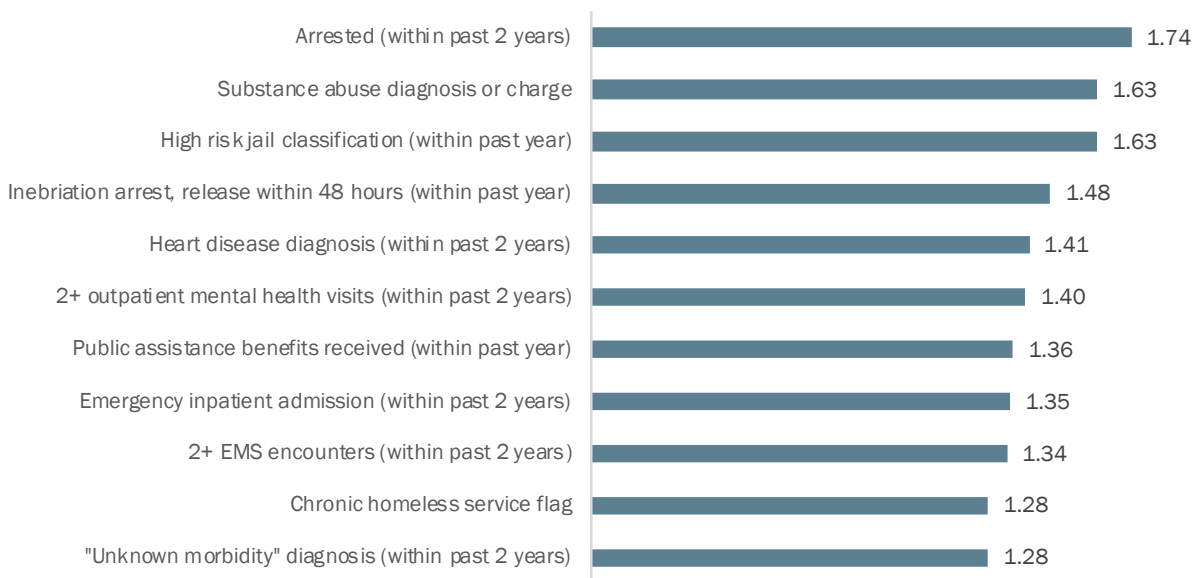 Arrested (within past 2 years) 1.74
Substance abuse diagnosis or charge 1.63
High risk jail classification (within past year) 1.63
Inebriation arrest, release within 48 hours (within past year) 1.48
Heart disease diagnosis (within past 2 years) 1.41
2+ outpatient mental health visits (within past 2 years) 1.40
Public assistance benefits received (within past year) 1.36
Emergency inpatient admission (within past 2 years) 1.35
2+ EMS encounters (within past 2 years) 1.34
Chronic homeless service flag 1.28
"Unknown morbidity" diagnosis (within past 2 years) 1.28